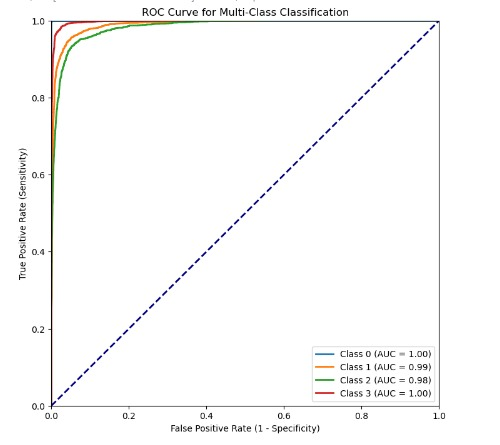 ROC Curve for Multi-Class Classification
1.0
0.8
0.6
0.4
0.2
0.0
True Positive Rate (Sensitivity)
Class 0 (AUC = 1.00)
Class 1 (AUC = 0.99)
Class 2 (AUC = 0.98)
Class 3 (AUC = 1.00)
0.0 0.2 0.4 0.6 0.8 1.0
False Positive Rate (1 - Specificity)